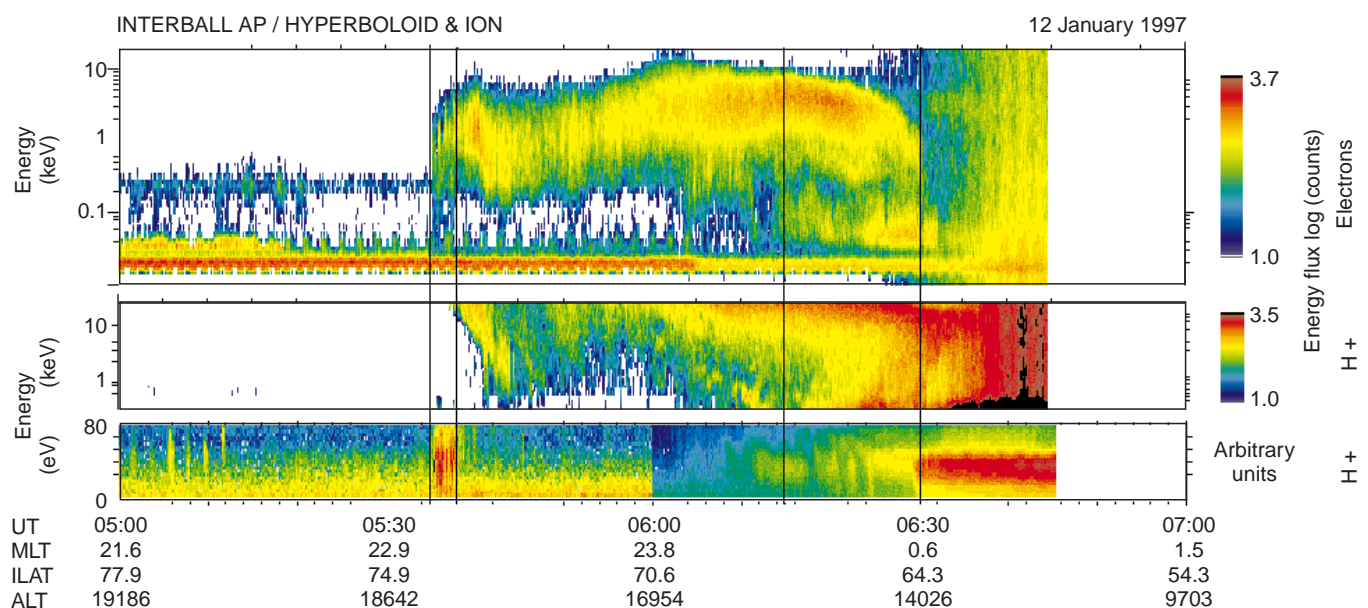 INTERBALL AP / HYPERBOLOID & ION
12 January 1997
10
1
0.1
Energy
(keV)
3.7
1.0
Electrons
Energy flux log (counts)
10
1
Energy
(keV)
3.5
1.0
H +
80
0
(eV)
Arbitrary
units
H +
UT 05:00 05:30 06:00 06:30 07:00
MLT 21.6 22.9 23.8 0.6 1.5
ILAT 77.9 74.9 70.6 64.3 54.3
ALT 19186 18642 16954 14026 9703